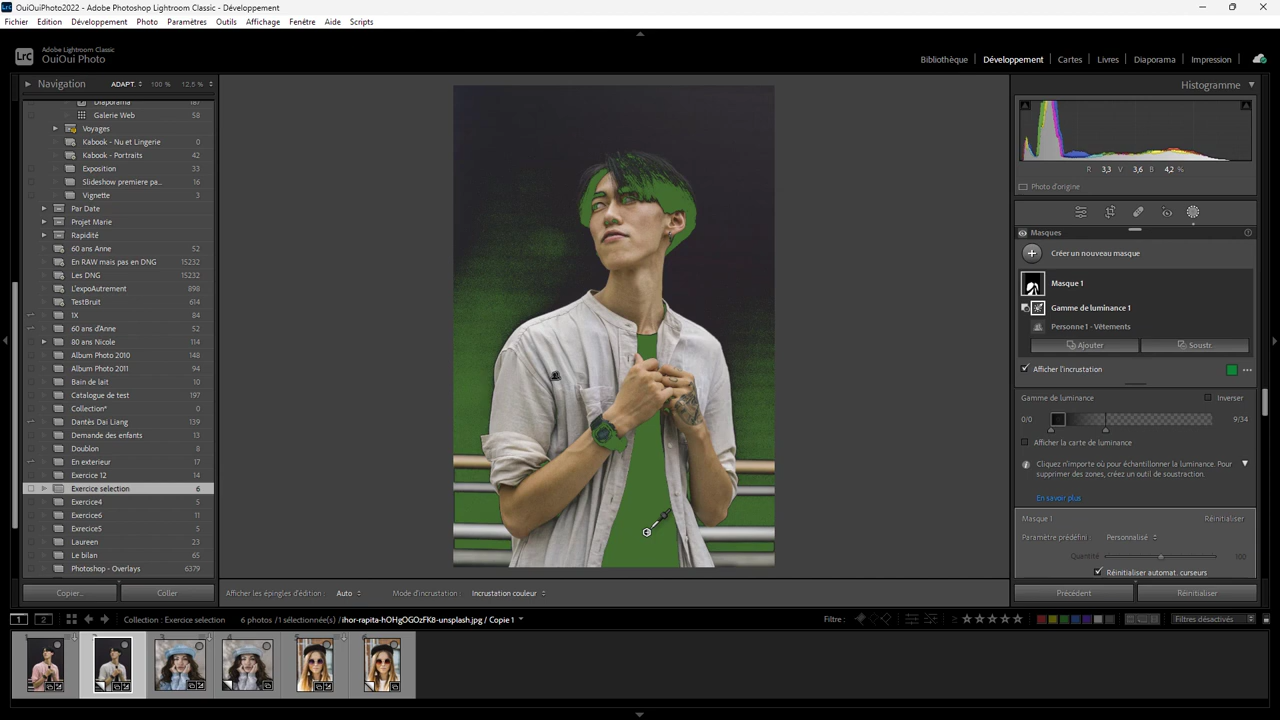 OuiOuiPhoto2022 - Adobe Photoshop Lightroom Classic - Développement
Fichier Edition Développement Photo Paramètres Outils Affichage Fenêtre Aide Scripts
Lrc
Adobe Lightroom Classic
OuiOui Photo
Bibliothèque Développement Cartes Livres Diaporama Impression
Navigation ADAPT. 100 % 12,5 %
Diaporama 187
Galerie Web 58
Voyages
Kabook - Nu et Lingerie 0
Kabook - Portraits 42
Exposition 33
Slideshow premiere pa... 16
Vignette 3
Par Date
Projet Marie
Rapidité
60 ans Anne 52
En RAW mais pas en DNG 15232
Les DNG 15232
L'expoAutrement 898
TestBruit 614
1X 84
60 ans d'Anne 52
80 ans Nicole 114
Album Photo 2010 148
Album Photo 2011 94
Bain de lait 10
Catalogue de test 197
Collection* 0
Dantès Dai Liang 139
Demande des enfants 13
Doublon 8
En exterieur 17
Exercice 12 14
Exercice selection 6
Exercice4 5
Exercice6 11
Exrecice5 11
Laureen 23
Le bilan 65
Photoshop - Overlays 6379
Copier... Coller
Afficher les épingles d'édition : Auto Mode d'incrustation : Incrustation couleur
Histogramme
R 3,3 V 3,6 B 4,2 %
Photo d'origine
Masques
Créer un nouveau masque
Masque 1
Gamme de luminance 1
Personne 1 - Vêtements
Ajouter Soustr.
Afficher l'incrustation
Gamme de luminance Inverser
0/0 9/34
Afficher la carte de luminance
Cliquez n'importe où pour échantillonner la luminance. Pour
supprimer des zones, créez un outil de soustraction.
En savoir plus
Masque 1 Réinitialiser
Paramètre prédéfini : Personnalisé
Quantité 100
Réinitialiser automat. curseurs
Précédent Réinitialiser
1 2 Collection : Exercice selection 6 photos /1 sélectionnée(s) /ihor-rapita-hOHgOGOzFK8-unsplash.jpg / Copie 1 Filtre : Filtres désactivés